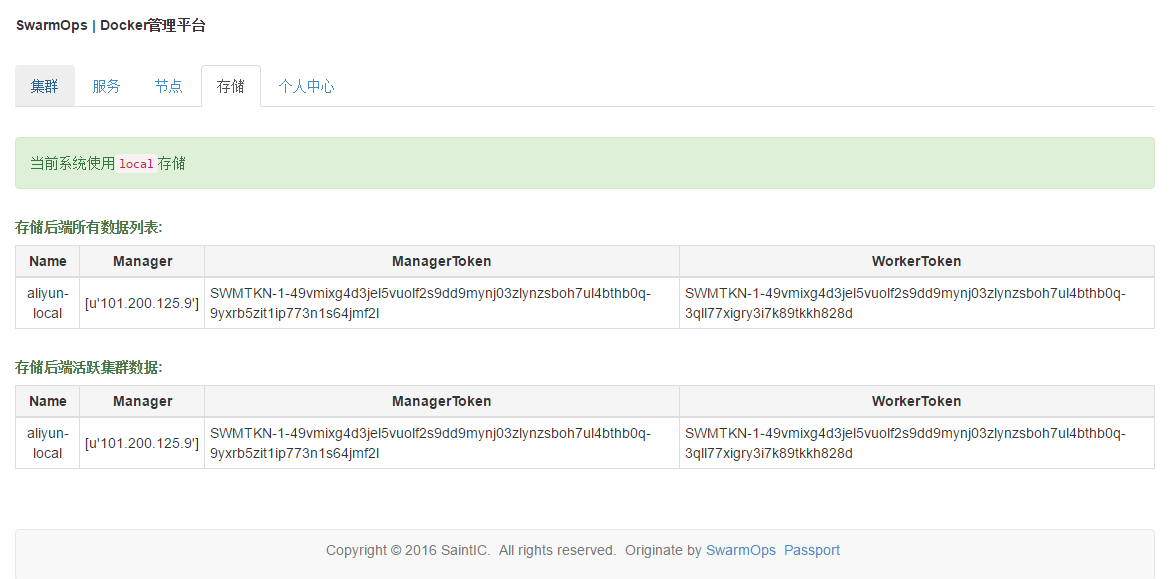 SwarmOps | Docker管理平台
集群 服务 节点 存储 个人中心
当前系统使用 local 存储
存储后端所有数据列表:
Name Manager ManagerToken WorkerToken
aliyun-local [u'101.200.125.9'] SWMTKN-1-49vmixg4d3jel5vuolf2s9dd9mynj03zlynzsboh7ul4bthb0q-9yxrb5zit1ip773n1s64jmf2l SWMTKN-1-49vmixg4d3jel5vuolf2s9dd9mynj03zlynzsboh7ul4bthb0q-3qll77xigry3i7k89tkkh828d
存储后端活跃集群数据:
Name Manager ManagerToken WorkerToken
aliyun-local [u'101.200.125.9'] SWMTKN-1-49vmixg4d3jel5vuolf2s9dd9mynj03zlynzsboh7ul4bthb0q-9yxrb5zit1ip773n1s64jmf2l SWMTKN-1-49vmixg4d3jel5vuolf2s9dd9mynj03zlynzsboh7ul4bthb0q-3qll77xigry3i7k89tkkh828d
Copyright © 2016 SaintIC. All rights reserved. Originate by SwarmOps Passport